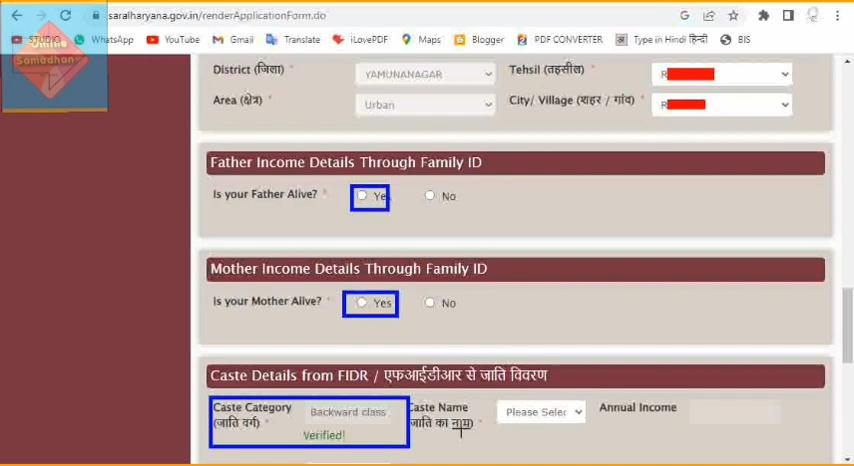 saralharyana.gov.in/renderApplicationForm.do
STUDIO WhatsApp YouTube Gmail Translate iLovePDF Maps Blogger PDF CONVERTER Type in Hindi हिन्दी BIS
Online
Samadhan
District (जिला) * YAMUNANAGAR Tehsil (तहसील) * R
Area (क्षेत्र) * Urban City/ Village (शहर / गांव) * R
Father Income Details Through Family ID
Is your Father Alive? * Yes No
Mother Income Details Through Family ID
Is your Mother Alive? * Yes No
Caste Details from FIDR / एफआईडीआर से जाति विवरण
Caste Category Backward class Caste Name Please Selec Annual Income
(जाति वर्ग) * (जाति का नाम) *
Verified!